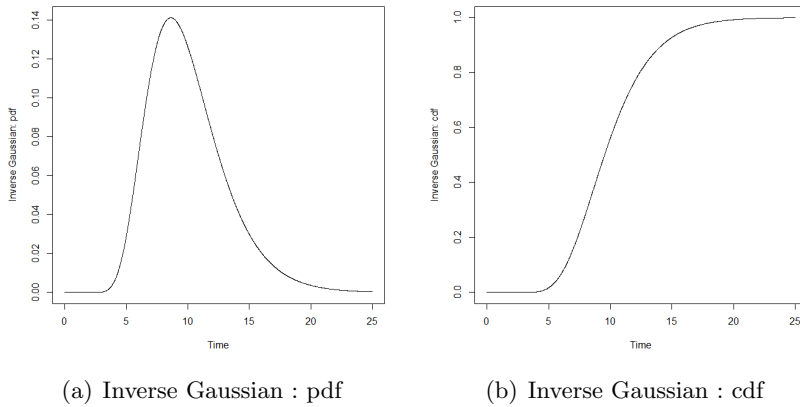 Inverse Gaussian: pdf
0.00 0.02 0.04 0.06 0.08 0.10 0.12 0.14
0 5 10 15 20 25
Time
(a) Inverse Gaussian : pdf
Inverse Gaussian: cdf
0.0 0.2 0.4 0.6 0.8 1.0
0 5 10 15 20 25
Time
(b) Inverse Gaussian : cdf